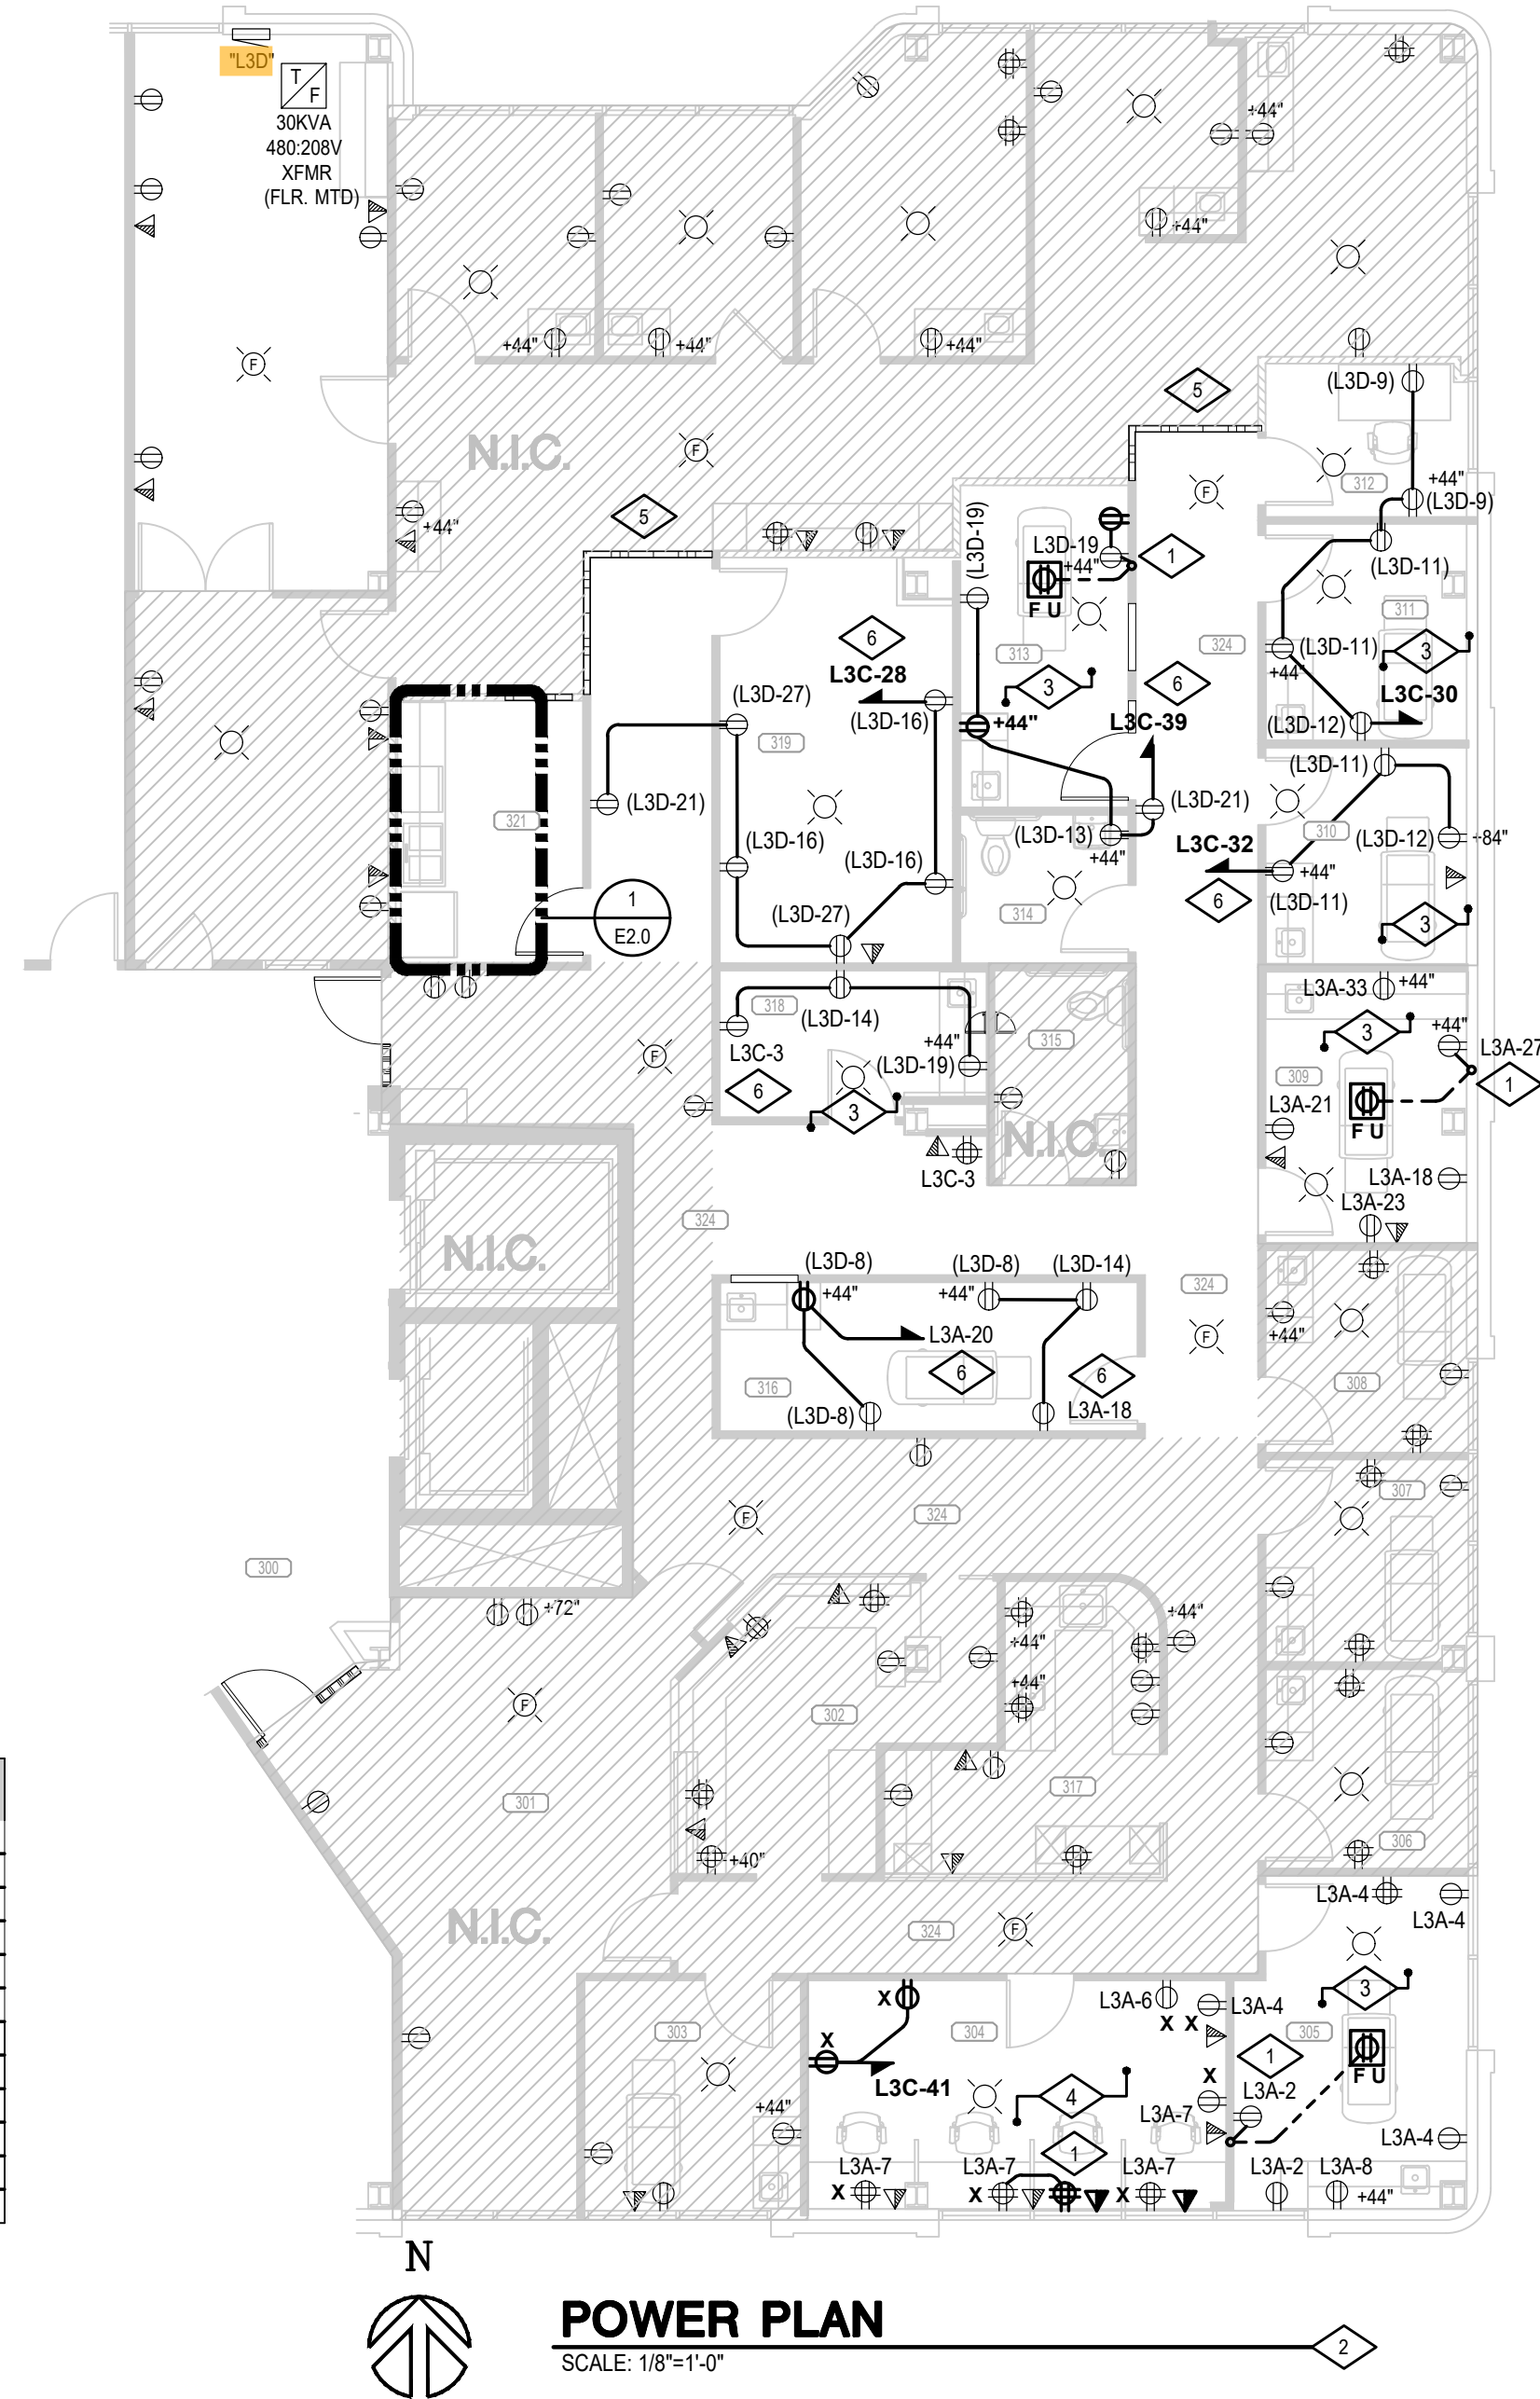 "L3D"
T
F
30KVA
480:208V
XFMR
(FLR. MTD)
+44"
+44"
+44"
+44"
+44"
F
5
(L3D-9)
N.I.C.
F
312
+44"
(L3D-9)
F
5
+44"
(L3D-19)
L3D-19
+44"
1
(L3D-11)
F U
311
6
313
324
(L3D-11)
3
+44"
L3C-28
3
6
L3C-30
(L3D-27)
(L3D-16)
+44"
L3C-39
(L3D-12)
319
(L3D-11)
321
(L3D-21)
(L3D-21)
(L3D-16)
(L3D-13)
+44"
310
(L3D-12)
+84"
(L3D-16)
L3C-32
+44"
1
E2.0
(L3D-27)
314
6
(L3D-11)
3
318
(L3D-14)
L3A-33
+44"
+44"
315
3
+44"
F
L3C-3
(L3D-19)
L3A-27
6
309
1
3
L3A-21
F U
N.I.C.
L3C-3
L3A-18
L3A-23
324
N.I.C.
(L3D-8)
(L3D-8)
(L3D-14)
324
+44"
+44"
+44"
L3A-20
F
6
6
316
308
(L3D-8)
L3A-18
307
F
324
300
+72"
+44"
+44"
+44"
F
302
301
317
306
+40"
L3A-4
N.I.C.
324
F
L3A-4
3
X
L3A-6
L3A-4
303
304
X X
305
X
1
F U
L3C-41
X
L3A-2
4
+44"
L3A-7
1
L3A-4
L3A-7
L3A-7
L3A-7
L3A-2
L3A-8
X
X
X
+44"
N
POWER PLAN
2
SCALE: 1/8"=1'-0"